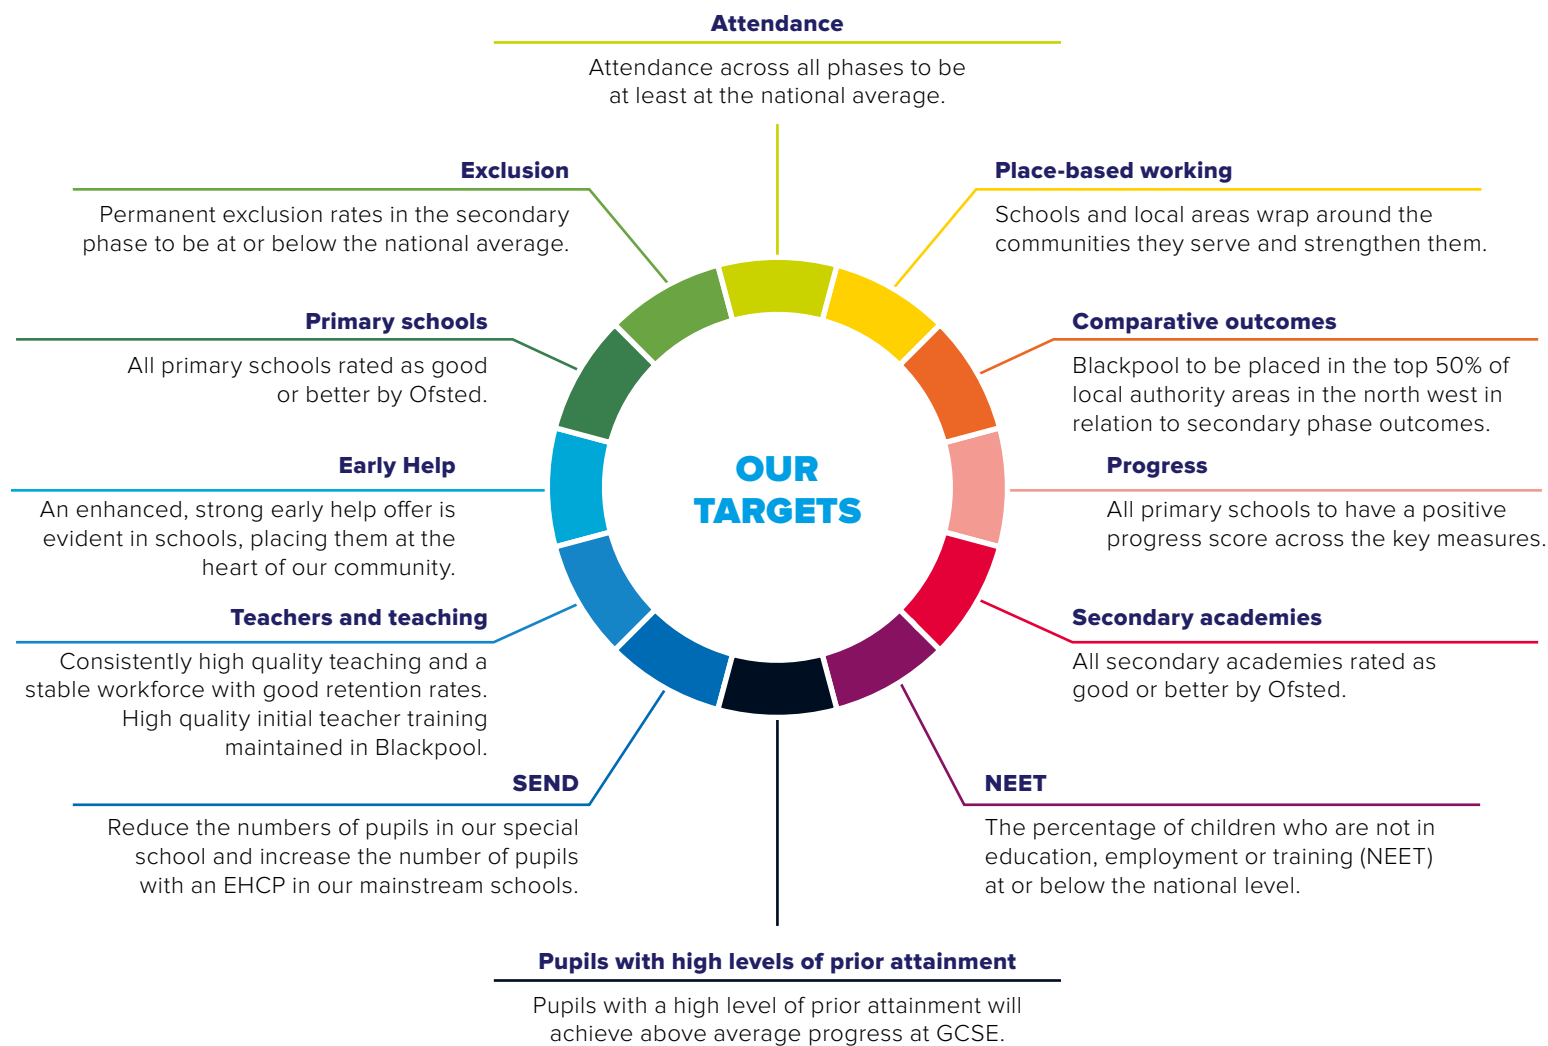 Attendance
Attendance across all phases to be
at least at the national average.
Place-based working
Schools and local areas wrap around the
communities they serve and strengthen them.
Comparative outcomes
Blackpool to be placed in the top 50% of
local authority areas in the north west in
relation to secondary phase outcomes.
Progress
All primary schools to have a positive
progress score across the key measures.
Secondary academies
All secondary academies rated as
good or better by Ofsted.
NEET
The percentage of children who are not in
education, employment or training (NEET)
at or below the national level.
Pupils with high levels of prior attainment
Pupils with a high level of prior attainment will
achieve above average progress at GCSE.
SEND
Reduce the numbers of pupils in our special
school and increase the number of pupils
with an EHCP in our mainstream schools.
Teachers and teaching
Consistently high quality teaching and a
stable workforce with good retention rates.
High quality initial teacher training
maintained in Blackpool.
Early Help
An enhanced, strong early help offer is
evident in schools, placing them at the
heart of our community.
Primary schools
All primary schools rated as good
or better by Ofsted.
Exclusion
Permanent exclusion rates in the secondary
phase to be at or below the national average.
OUR
TARGETS